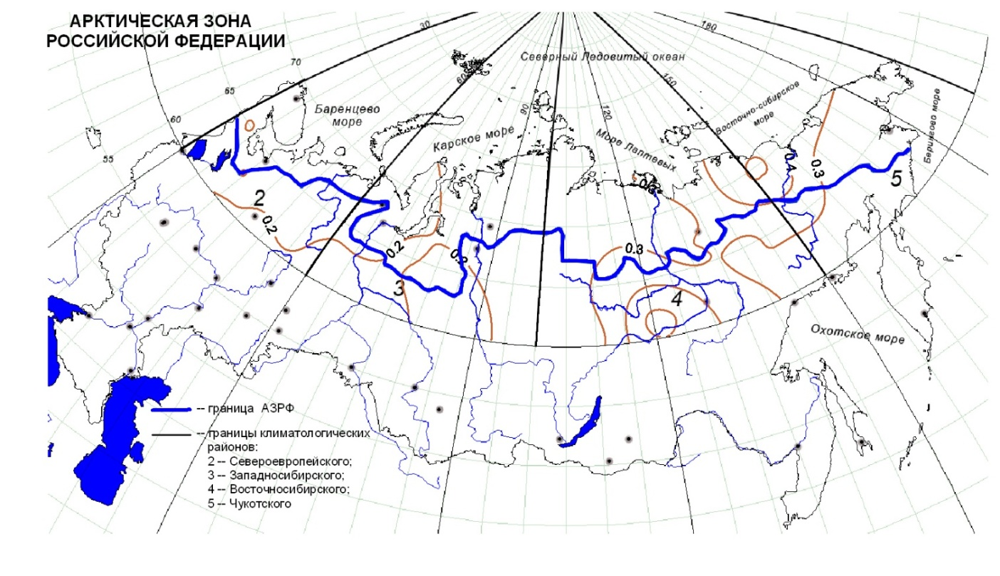 АРКТИЧЕСКАЯ ЗОНА
РОССИЙСКОЙ ФЕДЕРАЦИИ
30
180
Северный Ледовитый океан
70
60
150
65
Баренцево
море
90
120
Восточно-сибирское
море
Берингово море
60
Карское море
Море Лаптевых
55
0.4
0.3
5
2
0.2
0.2
0.3
3
4
Охотское море
-- граница АЗРФ
-- границы климатологических
районов:
2 -- Североевропейского;
3 -- Западносибирского;
4 -- Восточносибирского;
5 -- Чукотского